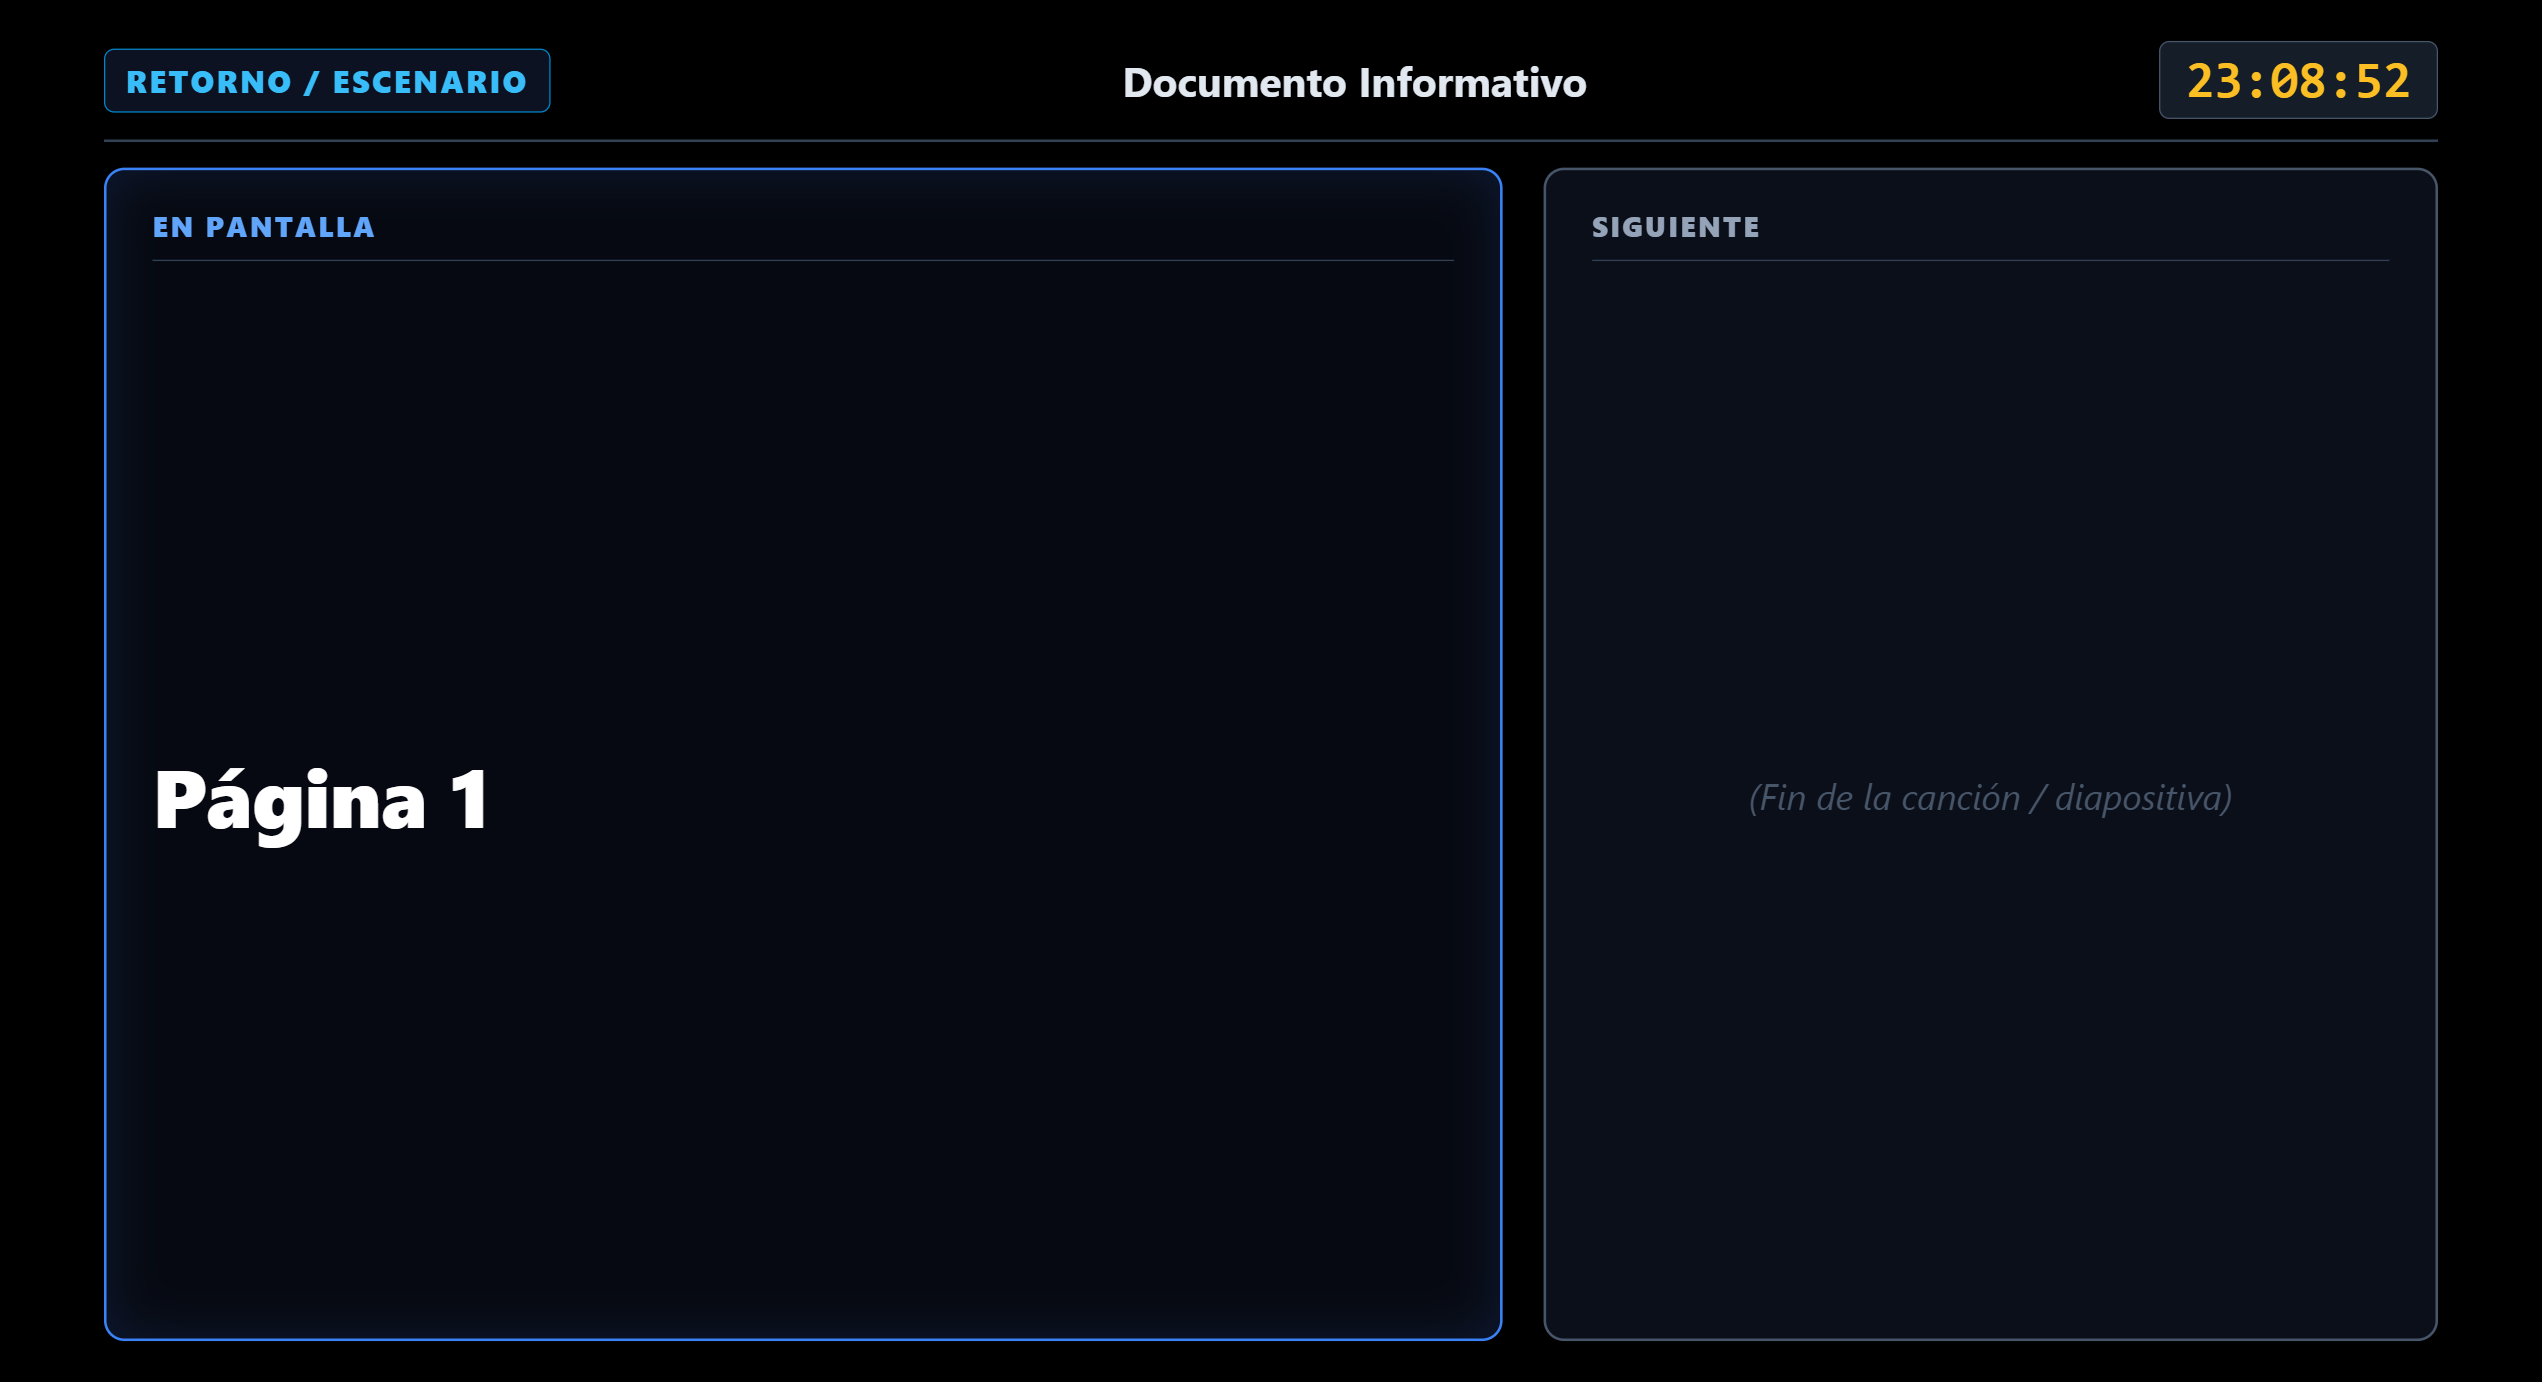 RETORNO / ESCENARIO
Documento Informativo
23:08:52
EN PANTALLA
Página 1
SIGUIENTE
(Fin de la canción / diapositiva)